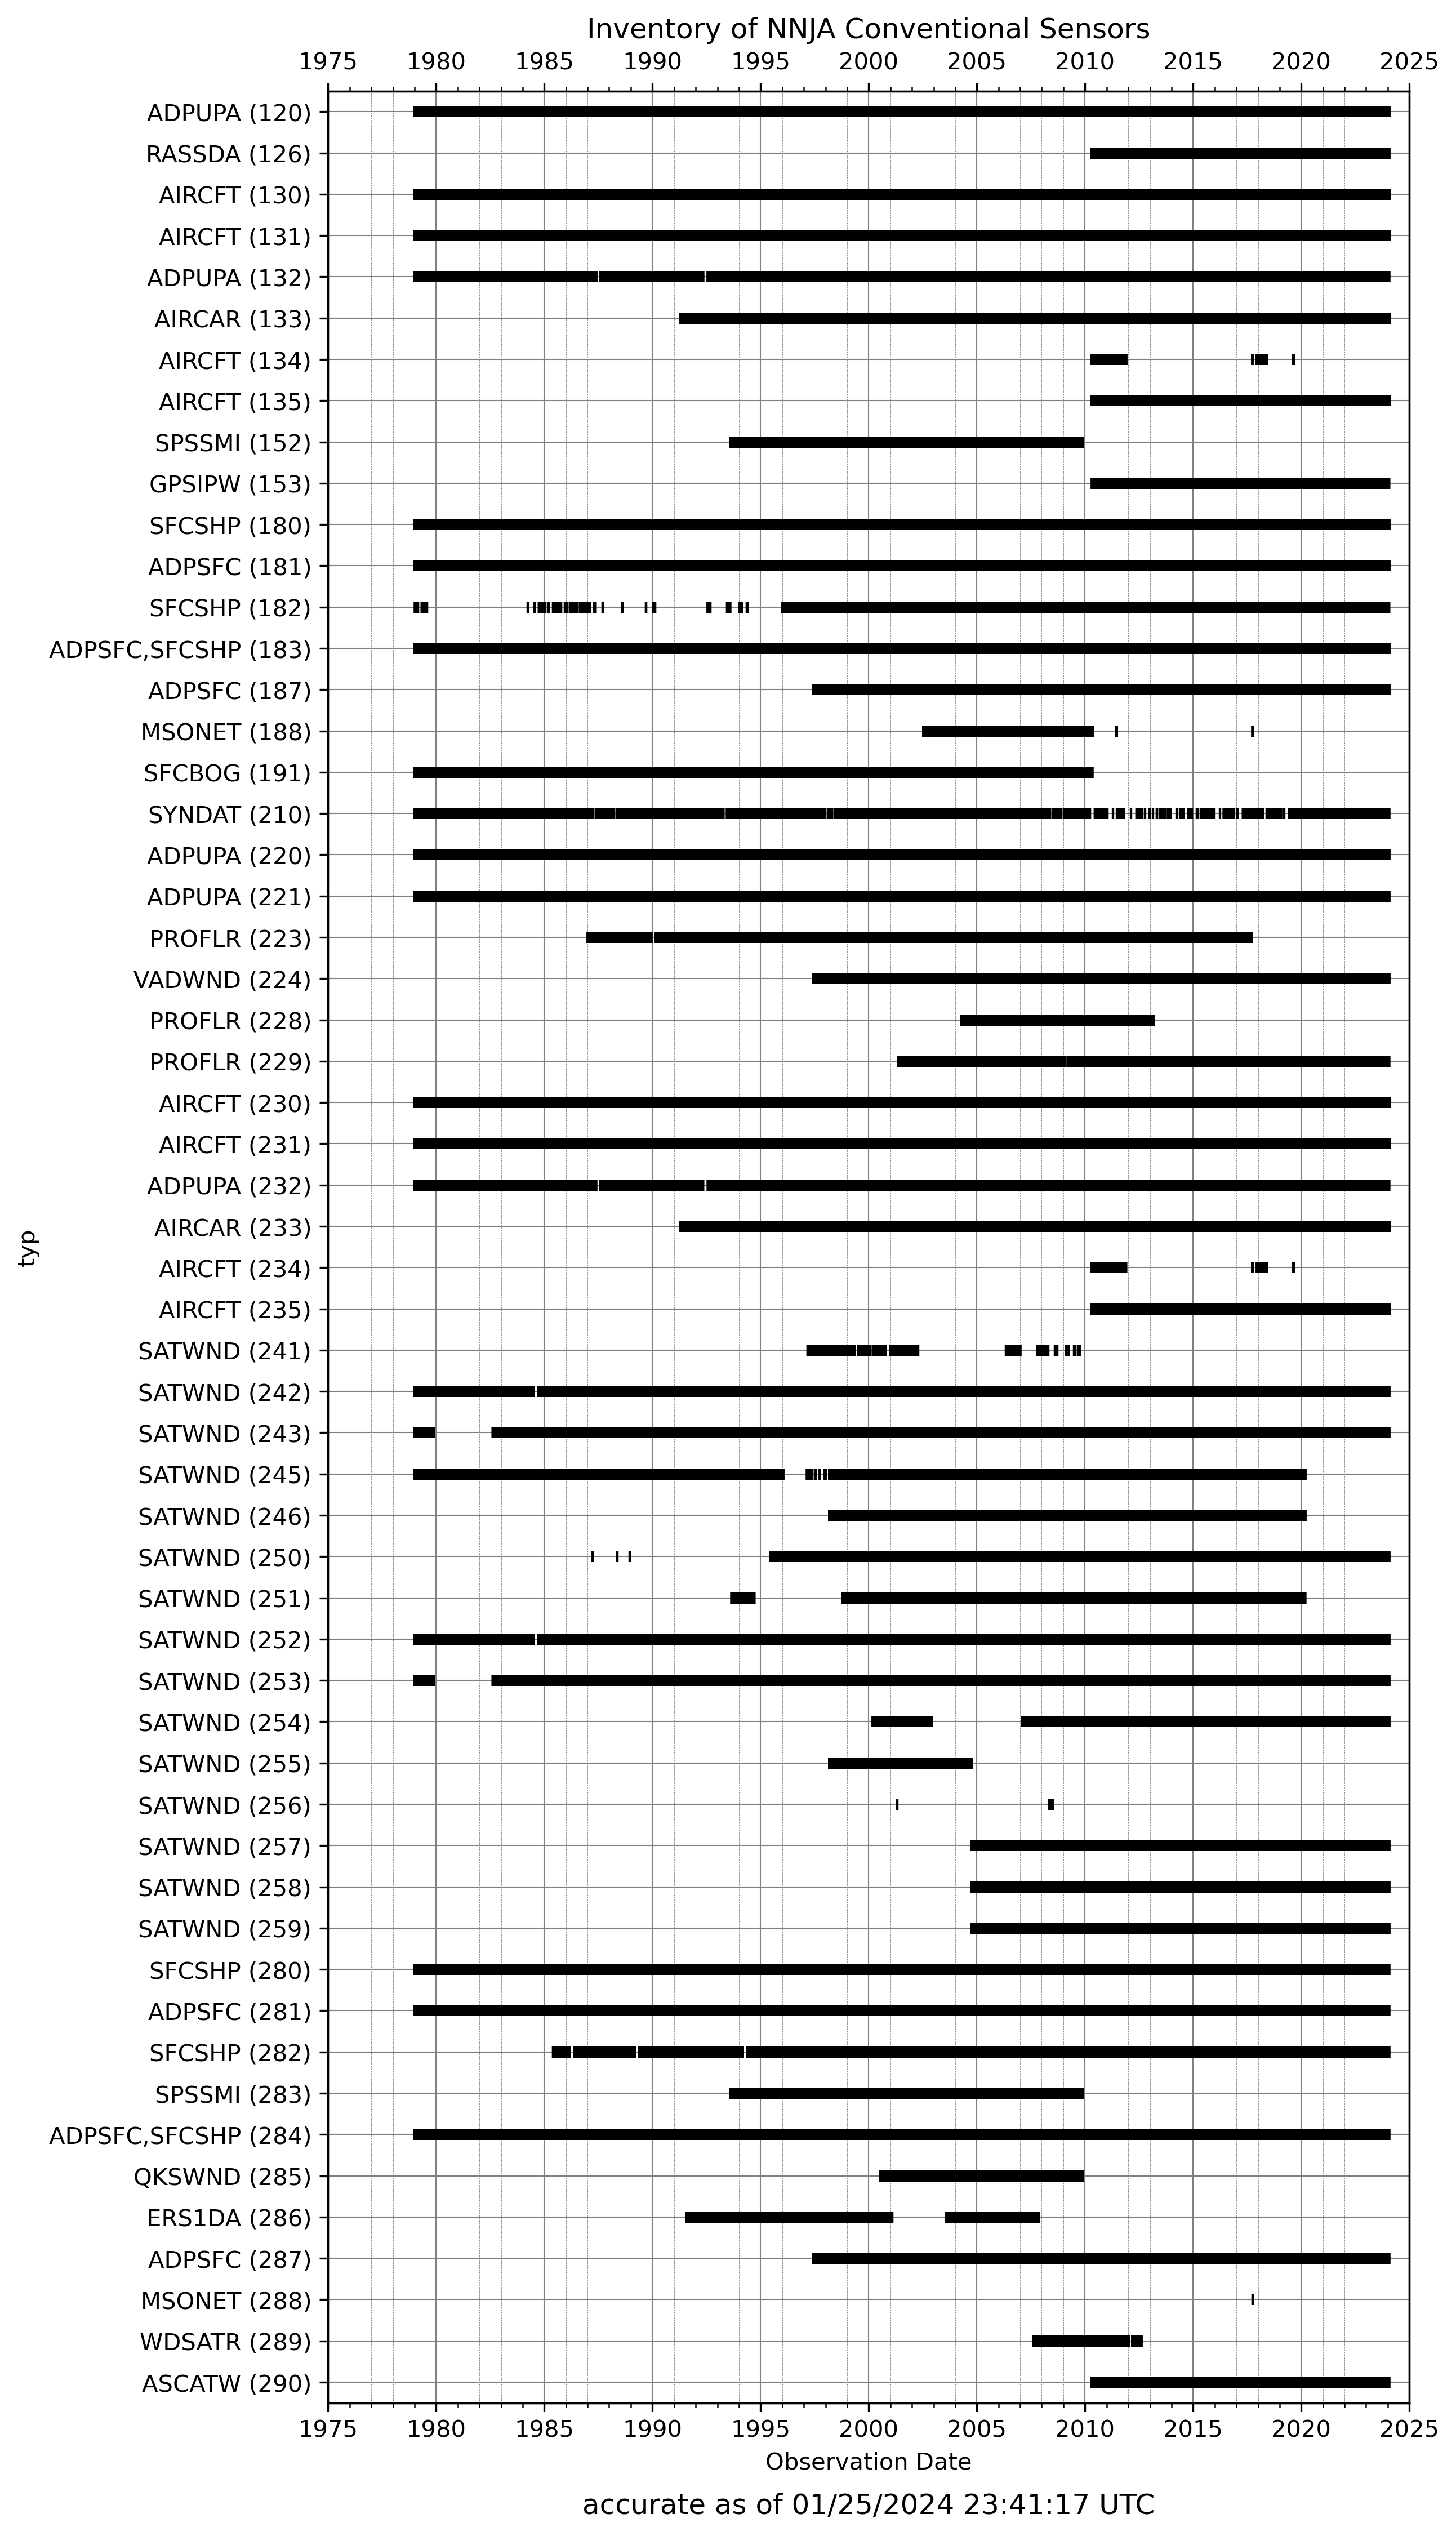 Inventory of NNJA Conventional Sensors
1975 1980 1985 1990 1995 2000 2005 2010 2015 2020 2025
ADPUPA (120)
RASSDA (126)
AIRCFT (130)
AIRCFT (131)
ADPUPA (132)
AIRCAR (133)
AIRCFT (134)
AIRCFT (135)
SPSSMI (152)
GPSIPW (153)
SFCSHP (180)
ADPSFC (181)
SFCSHP (182)
ADPSFC,SFCSHP (183)
ADPSFC (187)
MSONET (188)
SFCBOG (191)
SYNDAT (210)
ADPUPA (220)
ADPUPA (221)
PROFLR (223)
VADWND (224)
PROFLR (228)
PROFLR (229)
AIRCFT (230)
AIRCFT (231)
ADPUPA (232)
AIRCAR (233)
AIRCFT (234)
AIRCFT (235)
SATWND (241)
SATWND (242)
SATWND (243)
SATWND (245)
SATWND (246)
SATWND (250)
SATWND (251)
SATWND (252)
SATWND (253)
SATWND (254)
SATWND (255)
SATWND (256)
SATWND (257)
SATWND (258)
SATWND (259)
SFCSHP (280)
ADPSFC (281)
SFCSHP (282)
SPSSMI (283)
ADPSFC,SFCSHP (284)
QKSWND (285)
ERS1DA (286)
ADPSFC (287)
MSONET (288)
WDSATR (289)
ASCATW (290)
typ
1975 1980 1985 1990 1995 2000 2005 2010 2015 2020 2025
Observation Date
accurate as of 01/25/2024 23:41:17 UTC